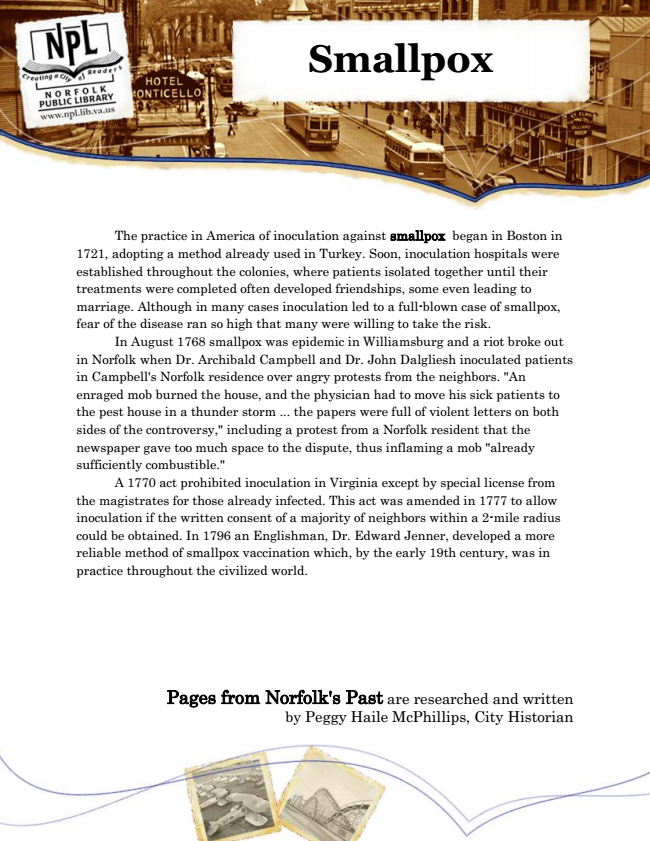 NPL
Creating a City of Readers
NORFOLK
PUBLIC LIBRARY
www.npl.lib.va.us
Smallpox
HOTEL
MONTICELLO
The practice in America of inoculation against smallpox began in Boston in
1721, adopting a method already used in Turkey. Soon, inoculation hospitals were
established throughout the colonies, where patients isolated together until their
treatments were completed often developed friendships, some even leading to
marriage. Although in many cases inoculation led to a full-blown case of smallpox,
fear of the disease ran so high that many were willing to take the risk.
In August 1768 smallpox was epidemic in Williamsburg and a riot broke out
in Norfolk when Dr. Archibald Campbell and Dr. John Dalgliesh inoculated patients
in Campbell's Norfolk residence over angry protests from the neighbors. "An
enraged mob burned the house, and the physician had to move his sick patients to
the pest house in a thunder storm ... the papers were full of violent letters on both
sides of the controversy," including a protest from a Norfolk resident that the
newspaper gave too much space to the dispute, thus inflaming a mob "already
sufficiently combustible."
A 1770 act prohibited inoculation in Virginia except by special license from
the magistrates for those already infected. This act was amended in 1777 to allow
inoculation if the written consent of a majority of neighbors within a 2-mile radius
could be obtained. In 1796 an Englishman, Dr. Edward Jenner, developed a more
reliable method of smallpox vaccination which, by the early 19th century, was in
practice throughout the civilized world.
Pages from Norfolk's Past are researched and written
by Peggy Haile McPhillips, City Historian